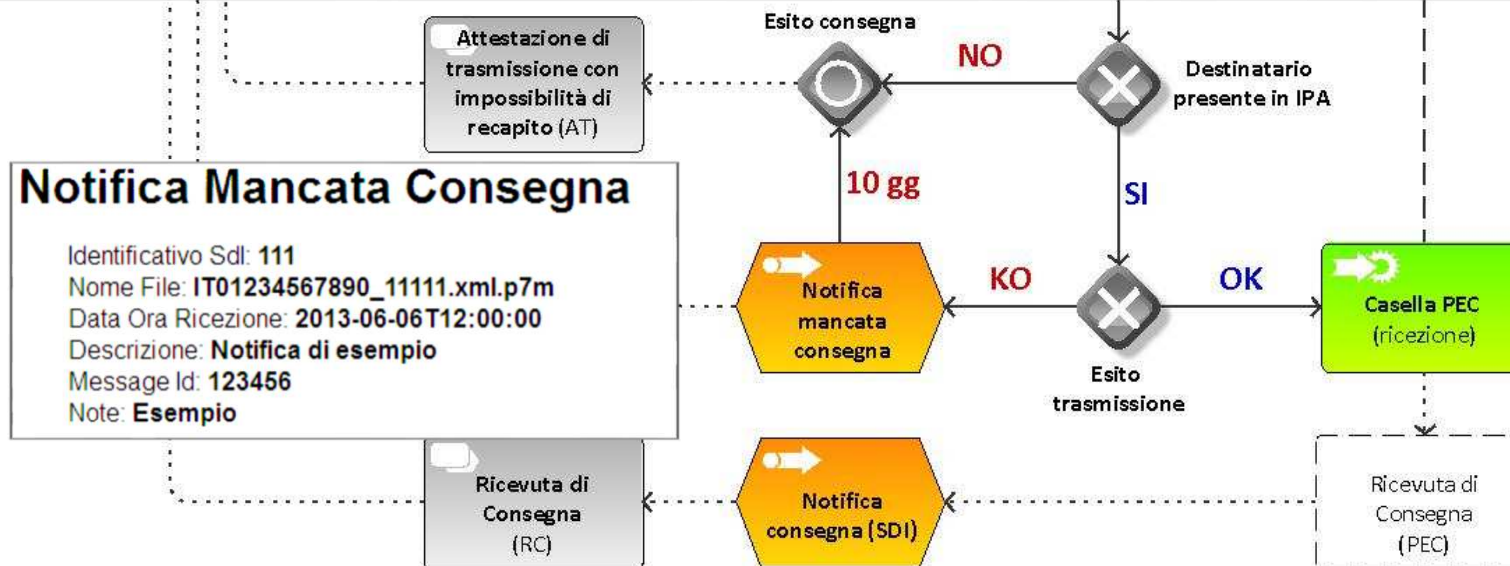 Esito consegna
Attestazione di
trasmissione con
impossibilità di
recapito (AT)
NO
Destinatario
presente in IPA
Notifica Mancata Consegna
Identificativo SdI: 111
Nome File: IT01234567890_11111.xml.p7m
Data Ora Ricezione: 2013-06-06T12:00:00
Descrizione: Notifica di esempio
Message Id: 123456
Note: Esempio
10 gg
SI
Notifica
mancata
consegna
KO
OK
Esito
trasmissione
Casella PEC
(ricezione)
Ricevuta di
Consegna
(RC)
Notifica
consegna (SDI)
Ricevuta di
Consegna
(PEC)